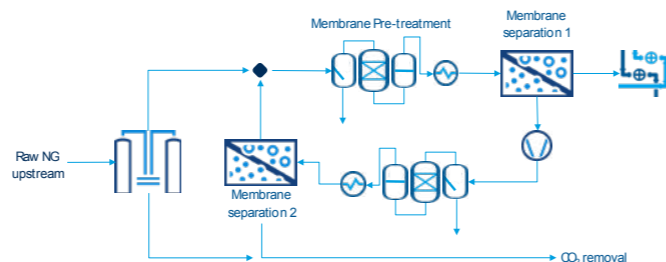 Membrane Pre-treatment
Membrane
separation 1
Raw NG
upstream
Membrane
separation 2
CO₂ removal